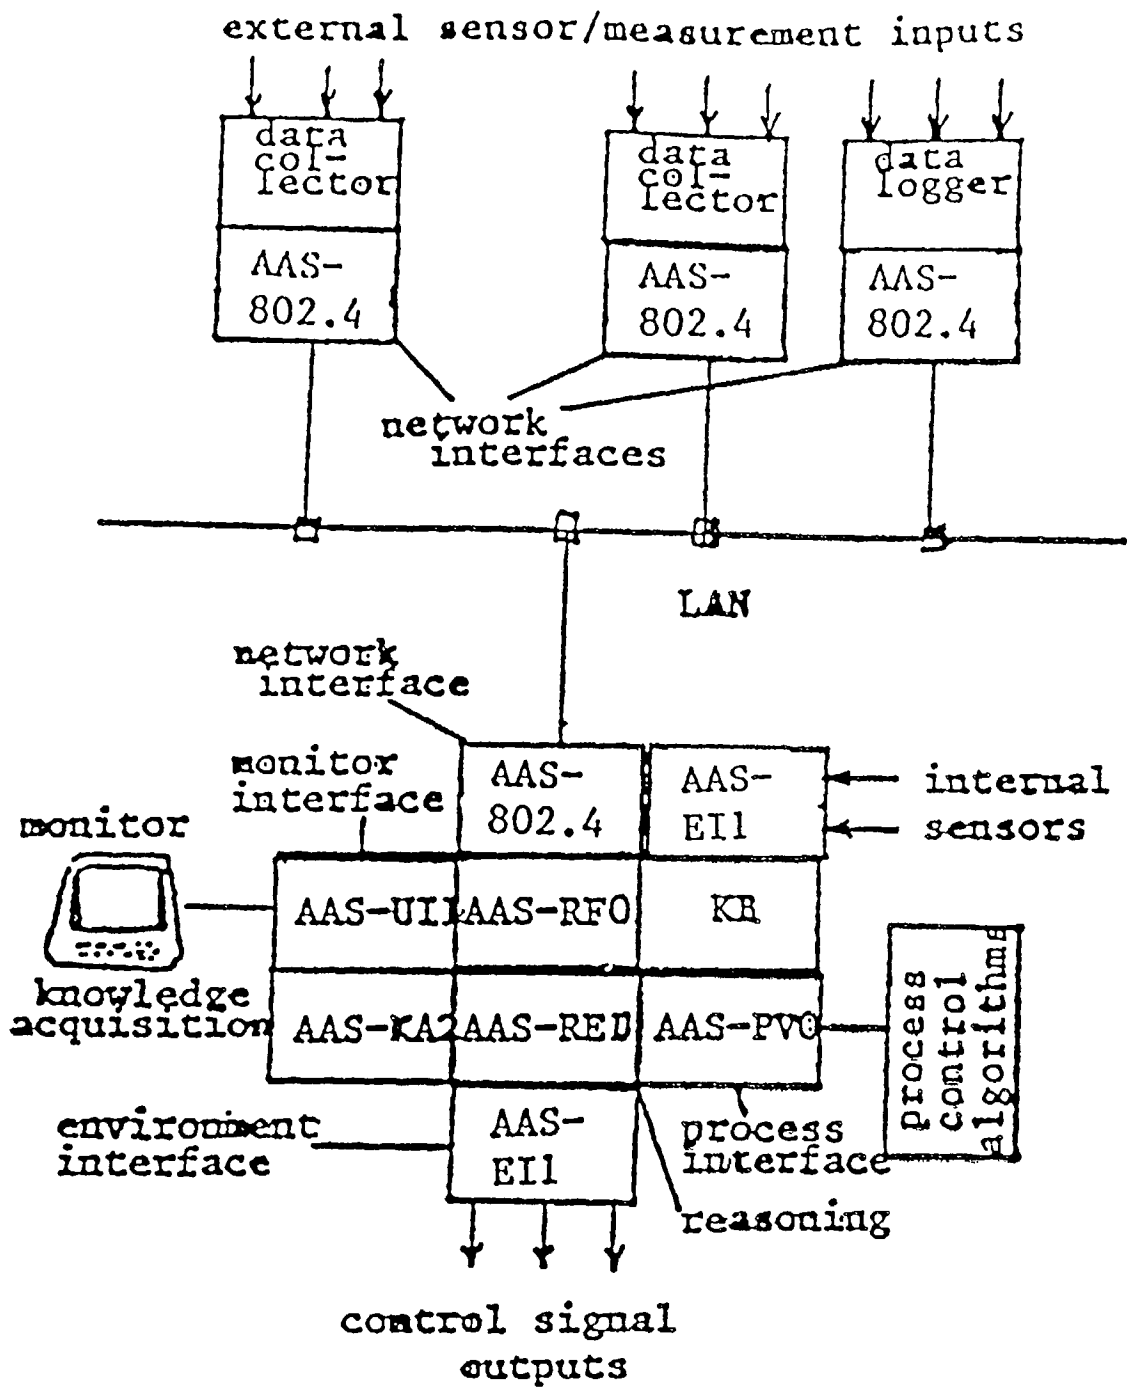 external sensor/measurement inputs
data
col-
lector
data
col-
lector
data
logger
AAS-
802.4
AAS-
802.4
AAS-
802.4
network
interfaces
LAN
network
interface
monitor
interface
AAS-
802.4
AAS-
EI1
internal
sensors
monitor
AAS-UI1
AAS-RFO
KB
knowledge
acquisition
AAS-KA2
AAS-RED
AAS-PVO
process
control
algorithms
environment
interface
AAS-
EI1
process
interface
reasoning
control signal
outputs